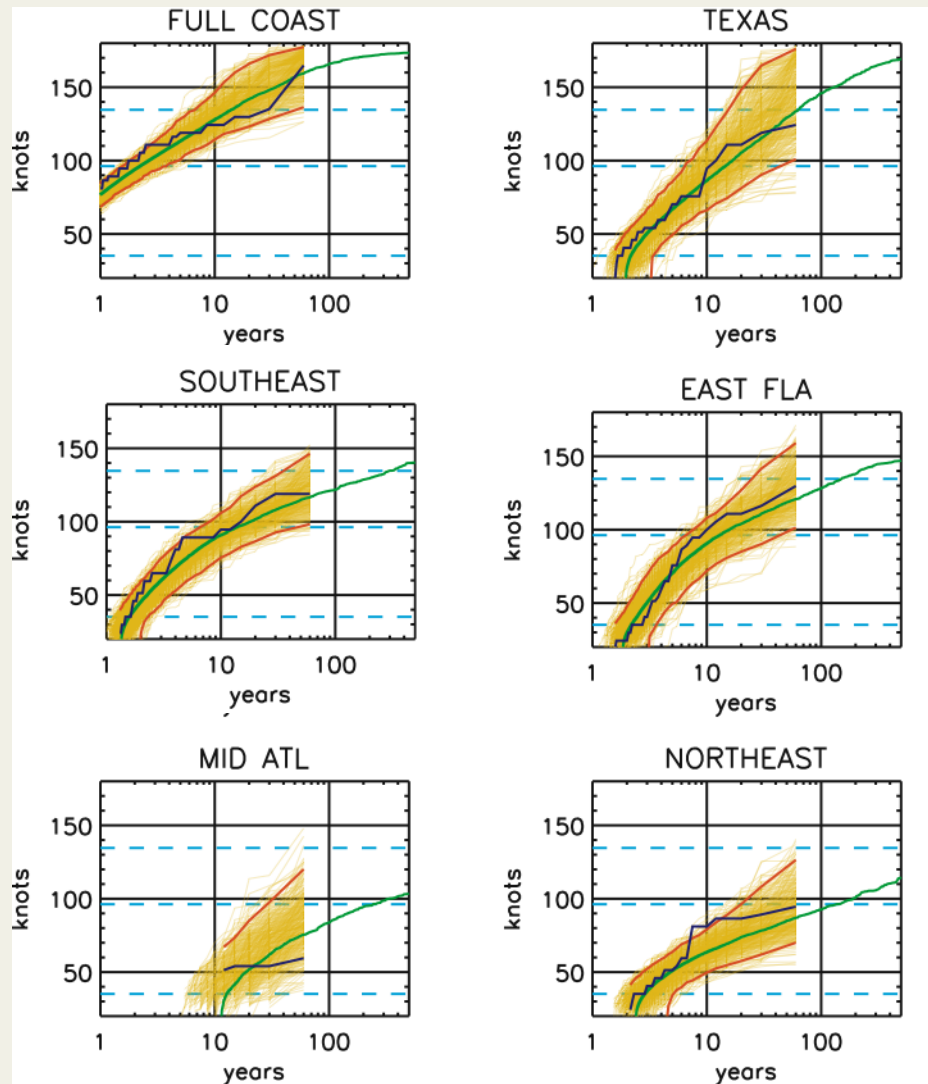 FULL COAST
150
100
50
knots
1 10 100
years
TEXAS
150
100
50
knots
1 10 100
years
SOUTHEAST
150
100
50
knots
1 10 100
years
EAST FLA
150
100
50
knots
1 10 100
years
MID ATL
150
100
50
knots
1 10 100
years
NORTHEAST
150
100
50
knots
1 10 100
years